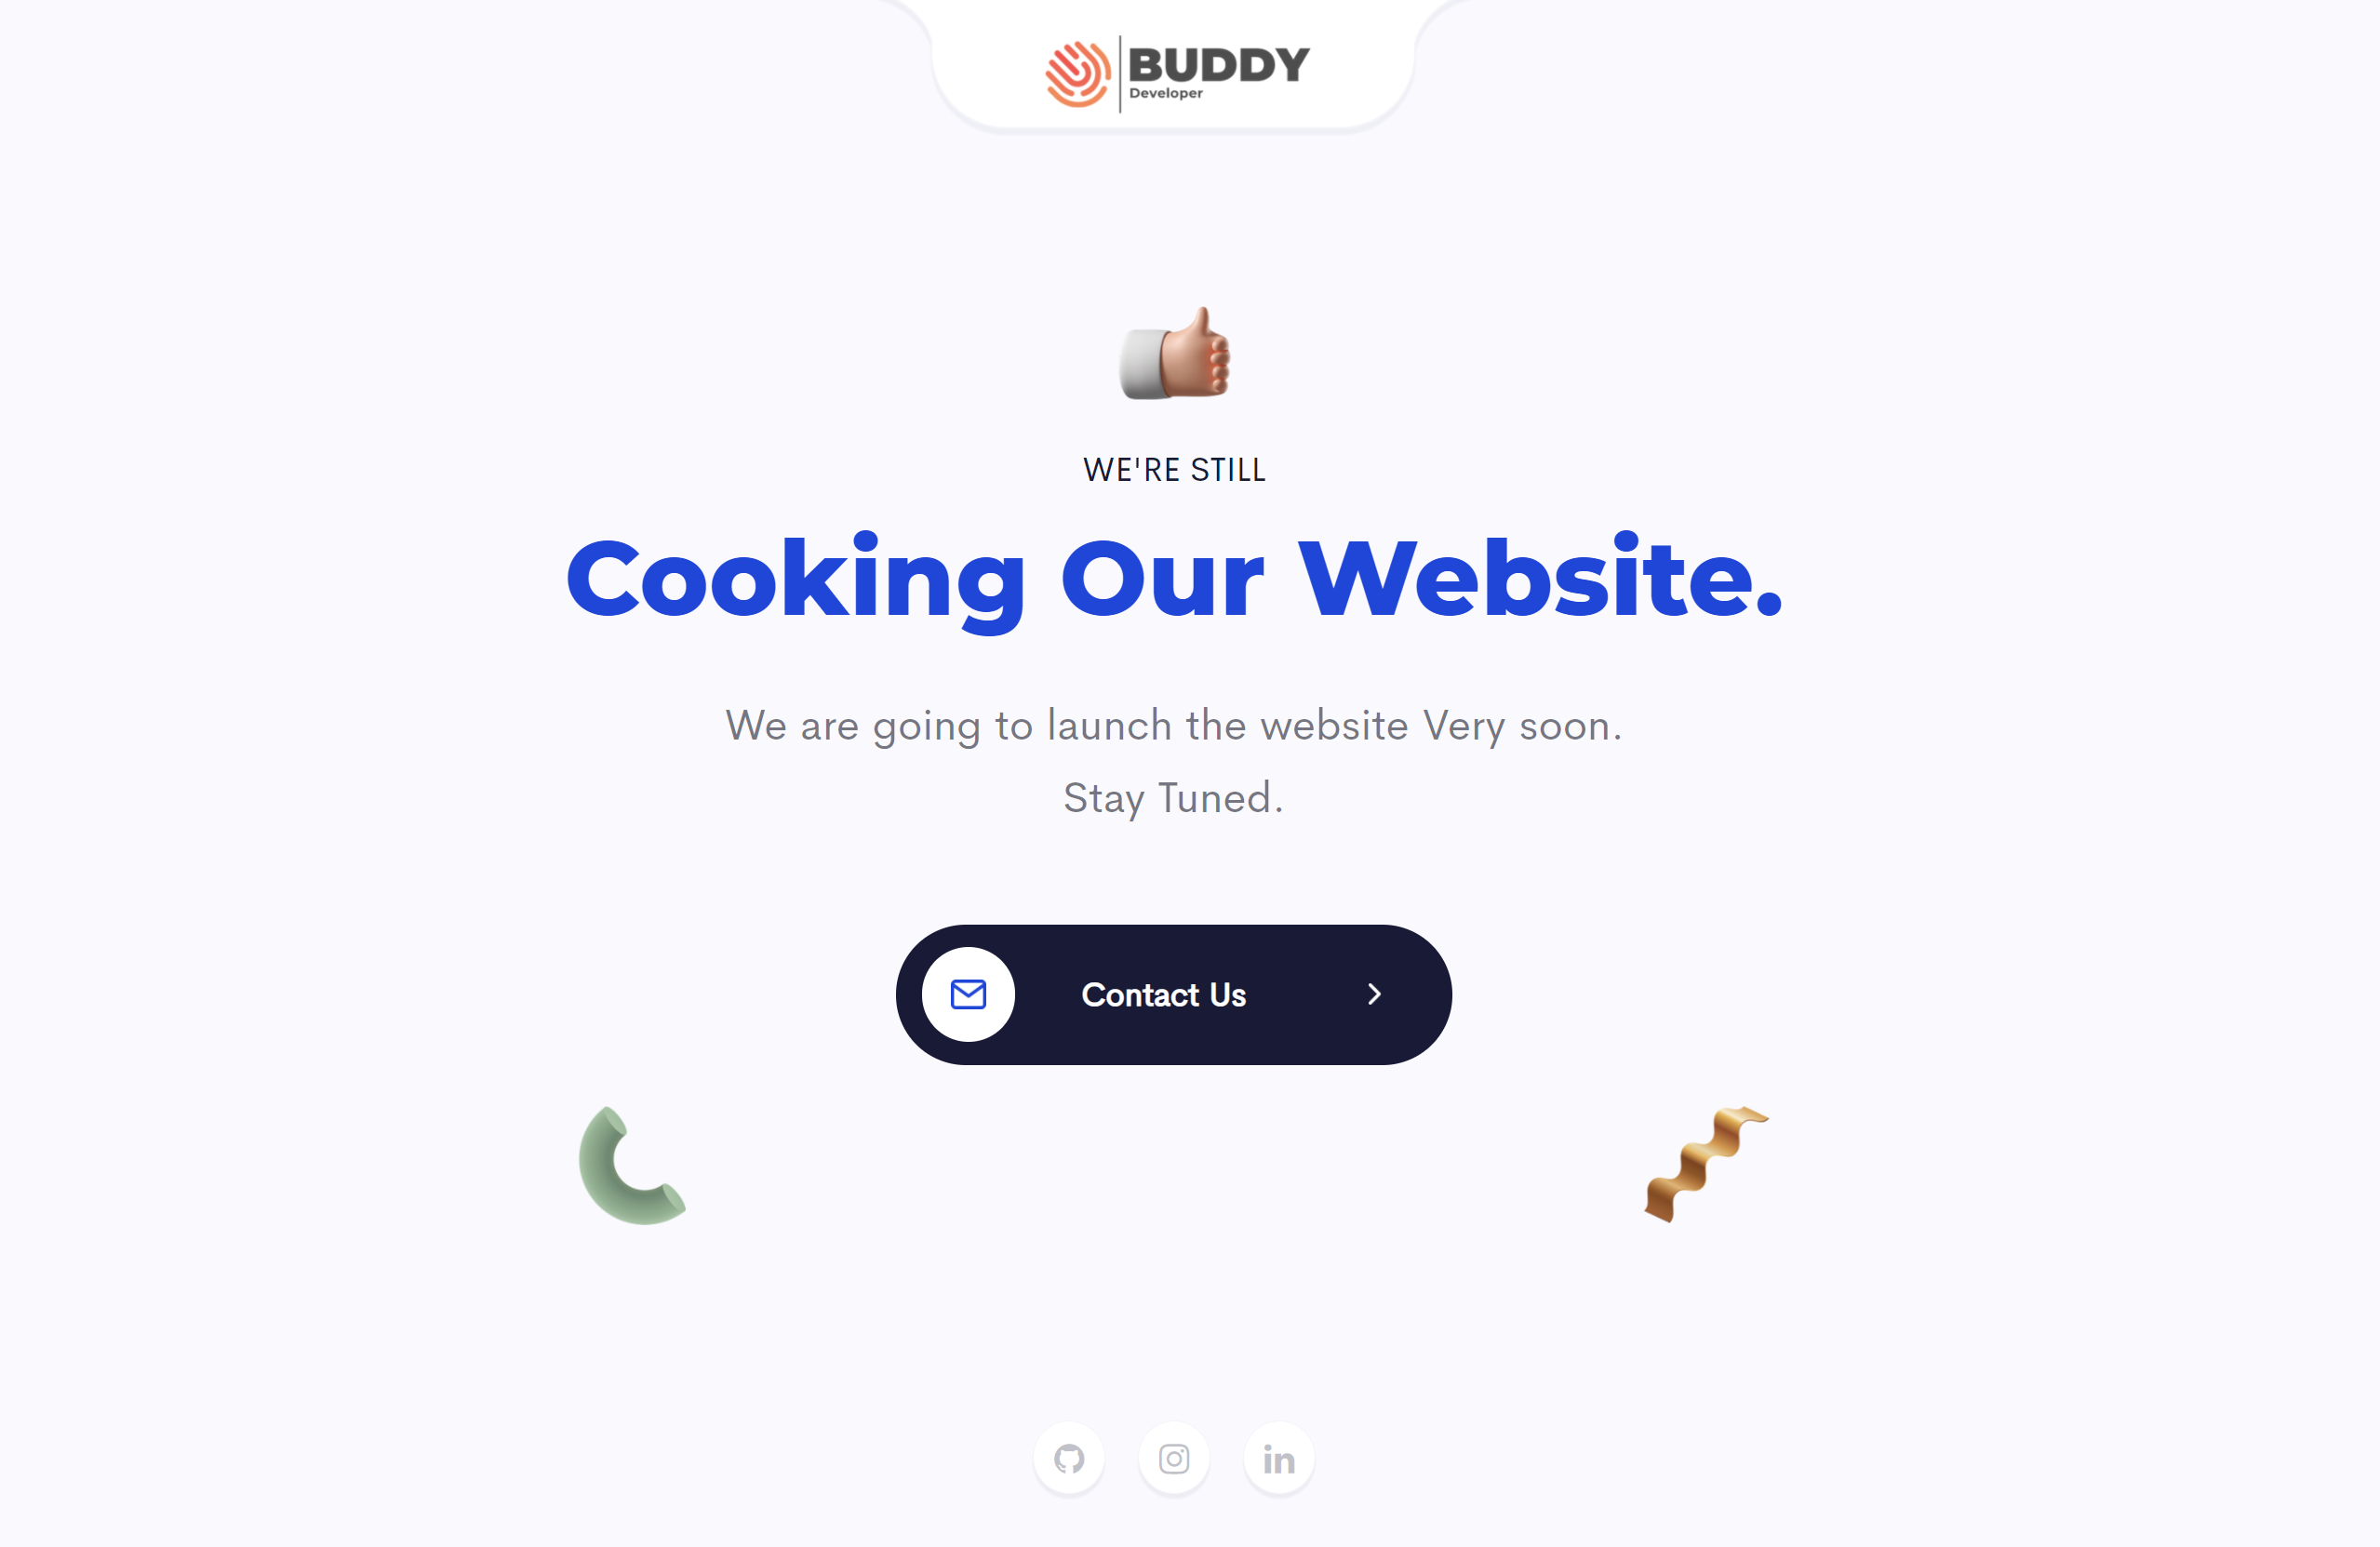 BUDDY
Developer
WE'RE STILL
Cooking Our Website.
We are going to launch the website Very soon.
Stay Tuned.
Contact Us
in